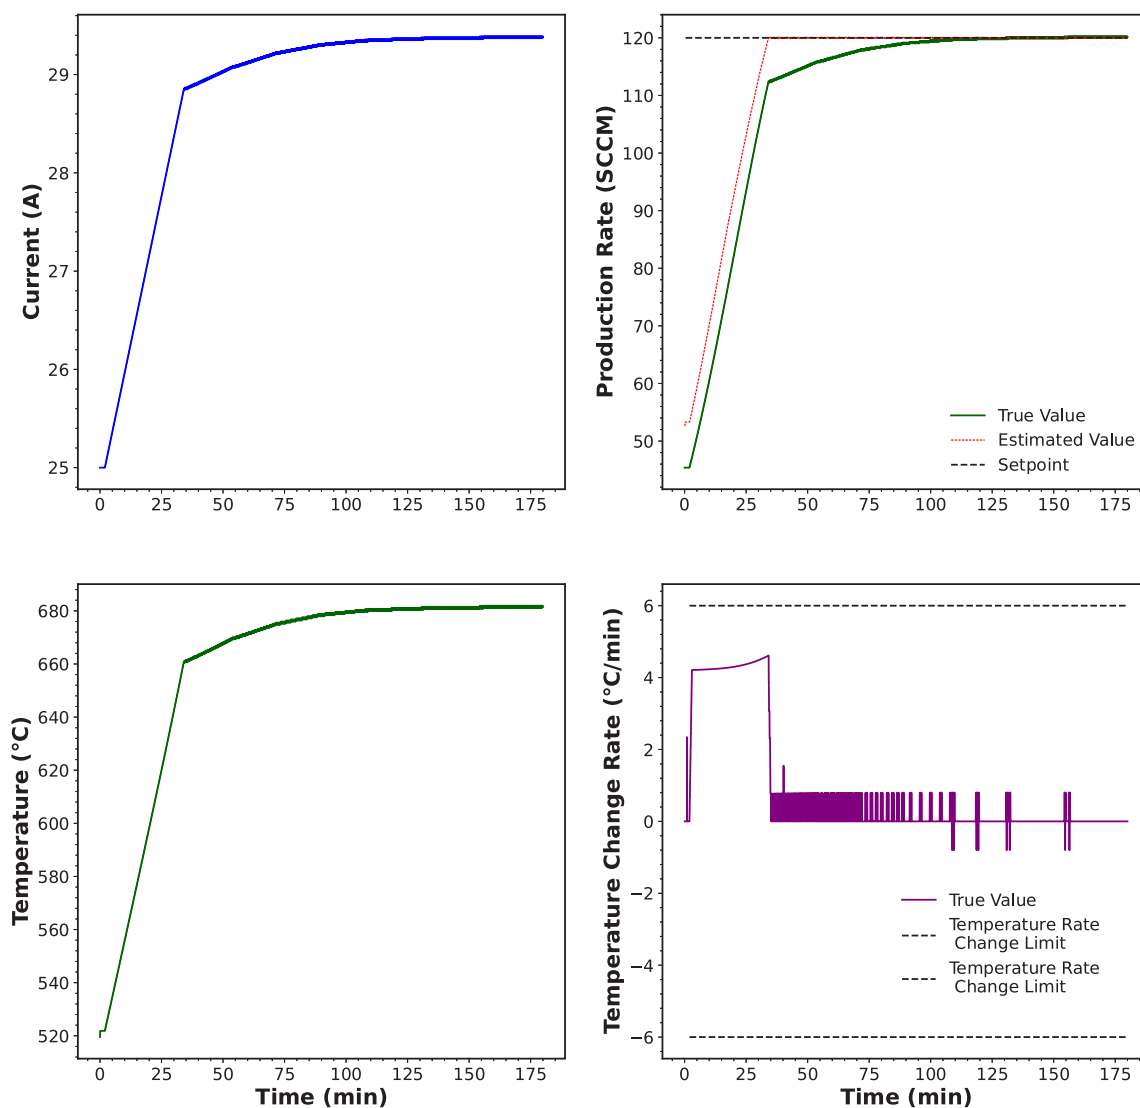 Current (A)
29
28
27
26
25
0 25 50 75 100 125 150 175
Production Rate (SCCM)
120
110
100
90
80
70
60
50
True Value
Estimated Value
Setpoint
0 25 50 75 100 125 150 175
Temperature (°C)
680
660
640
620
600
580
560
540
520
0 25 50 75 100 125 150 175
Time (min)
Temperature Change Rate (°C/min)
6
4
2
0
−2
−4
−6
True Value
Temperature Rate
Change Limit
Temperature Rate
Change Limit
0 25 50 75 100 125 150 175
Time (min)